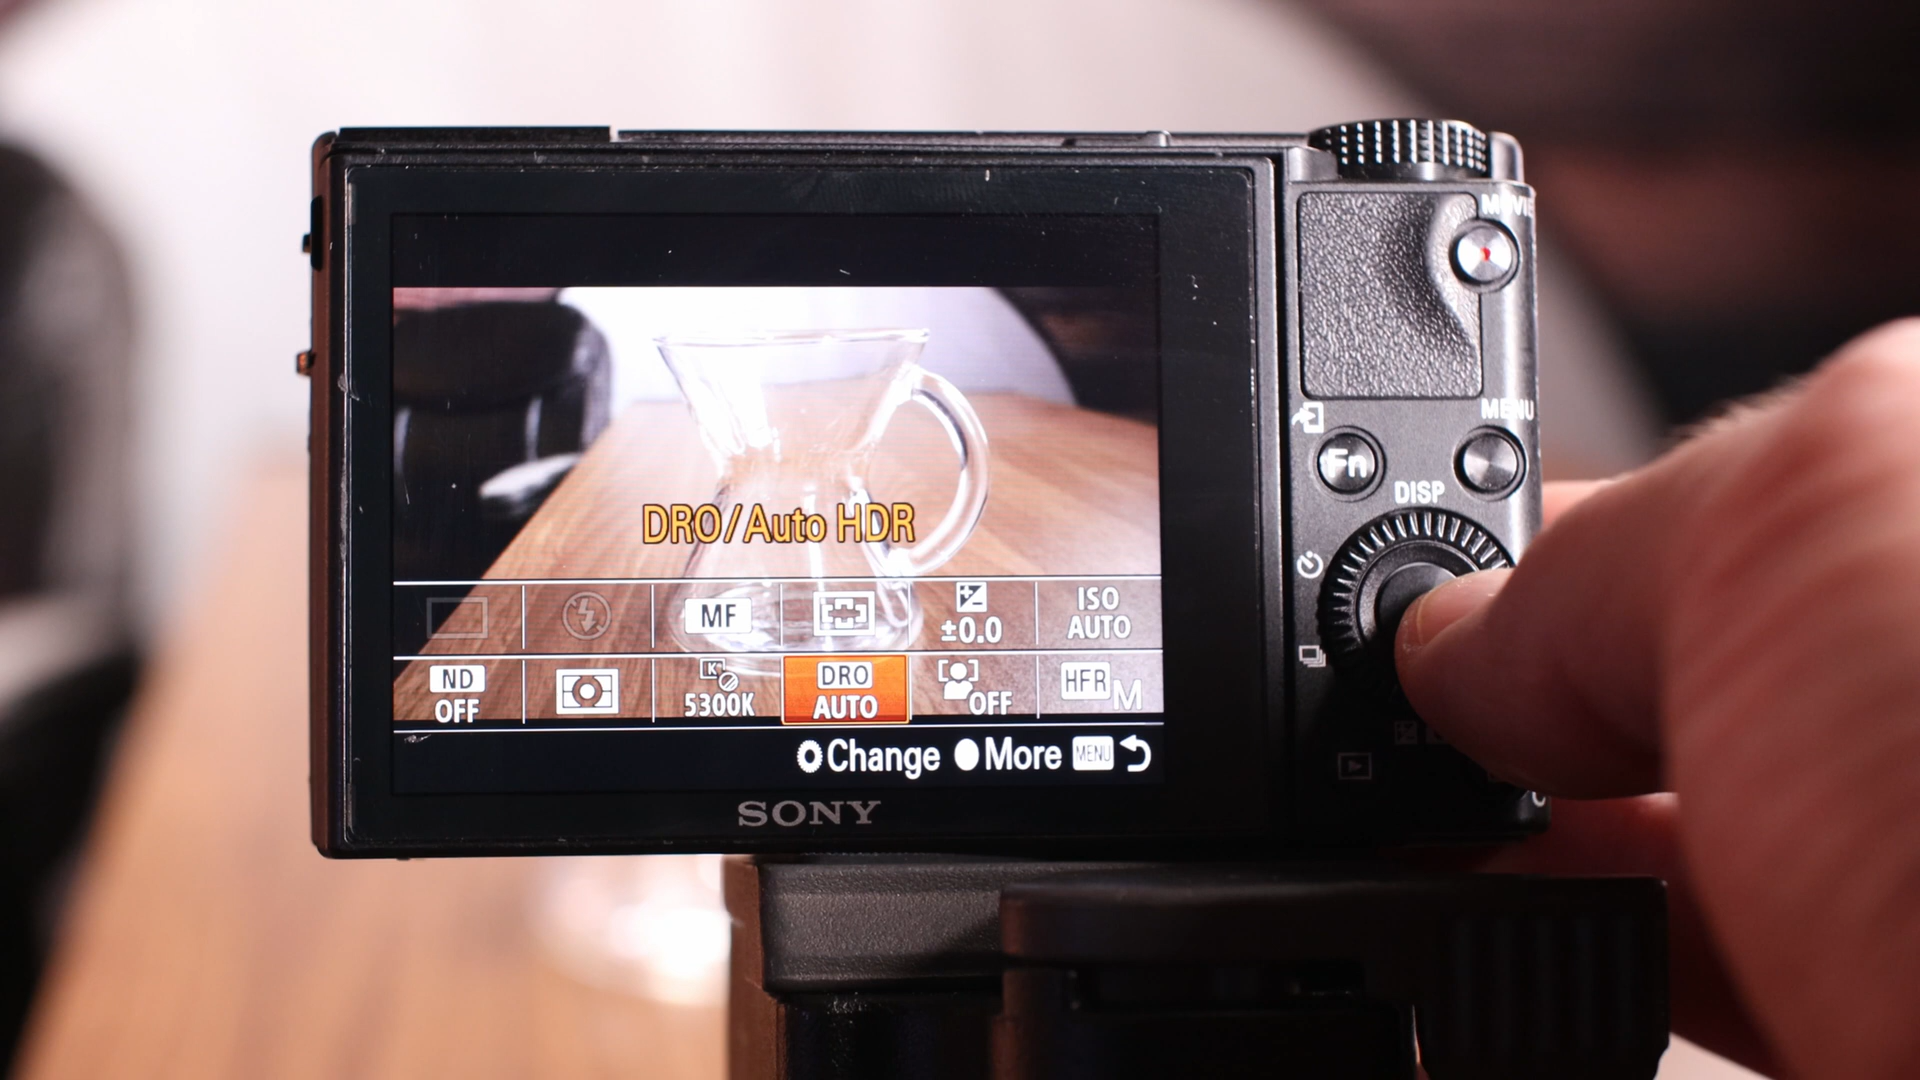 MOVIE
MENU
Fn
DISP
DRO/Auto HDR
MF
±0.0
ISO
AUTO
ND
OFF
K
5300K
DRO
AUTO
OFF
HFR
M
Change More MENU
SONY
C